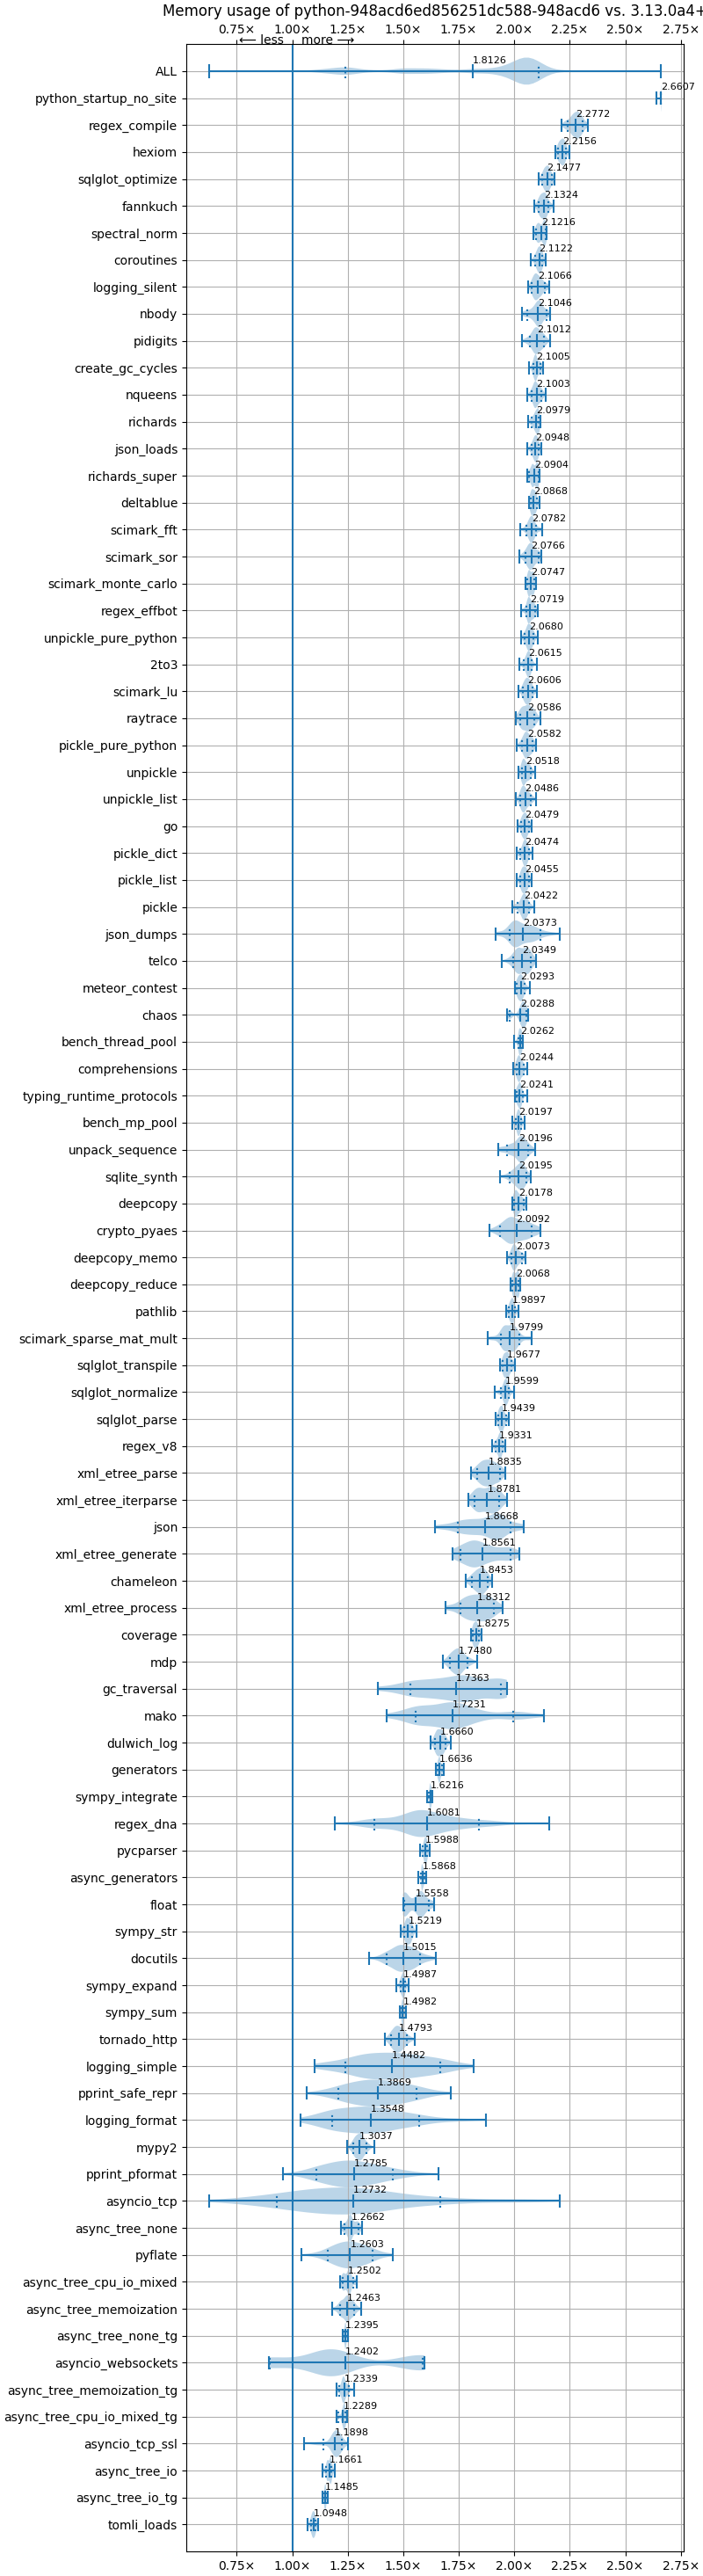 Memory usage of python-948acd6ed856251dc588-948acd6 vs. 3.13.0a4+
0.75× 1.00× 1.25× 1.50× 1.75× 2.00× 2.25× 2.50× 2.75×
⟵ less more ⟶
ALL 1.8126
python_startup_no_site 2.6607
regex_compile 2.2772
hexiom 2.2156
sqlglot_optimize 2.1477
fannkuch 2.1324
spectral_norm 2.1216
coroutines 2.1122
logging_silent 2.1066
nbody 2.1046
pidigits 2.1012
create_gc_cycles 2.1005
nqueens 2.1003
richards 2.0979
json_loads 2.0948
richards_super 2.0904
deltablue 2.0868
scimark_fft 2.0782
scimark_sor 2.0766
scimark_monte_carlo 2.0747
regex_effbot 2.0719
unpickle_pure_python 2.0680
2to3 2.0615
scimark_lu 2.0606
raytrace 2.0586
pickle_pure_python 2.0582
unpickle 2.0518
unpickle_list 2.0486
go 2.0479
pickle_dict 2.0474
pickle_list 2.0455
pickle 2.0422
json_dumps 2.0373
telco 2.0349
meteor_contest 2.0293
chaos 2.0288
bench_thread_pool 2.0262
comprehensions 2.0244
typing_runtime_protocols 2.0241
bench_mp_pool 2.0197
unpack_sequence 2.0196
sqlite_synth 2.0195
deepcopy 2.0178
crypto_pyaes 2.0092
deepcopy_memo 2.0073
deepcopy_reduce 2.0068
pathlib 1.9897
scimark_sparse_mat_mult 1.9799
sqlglot_transpile 1.9677
sqlglot_normalize 1.9599
sqlglot_parse 1.9439
regex_v8 1.9331
xml_etree_parse 1.8835
xml_etree_iterparse 1.8781
json 1.8668
xml_etree_generate 1.8561
chameleon 1.8453
xml_etree_process 1.8312
coverage 1.8275
mdp 1.7480
gc_traversal 1.7363
mako 1.7231
dulwich_log 1.6660
generators 1.6636
sympy_integrate 1.6216
regex_dna 1.6081
pycparser 1.5988
async_generators 1.5868
float 1.5558
sympy_str 1.5219
docutils 1.5015
sympy_expand 1.4987
sympy_sum 1.4982
tornado_http 1.4793
logging_simple 1.4482
pprint_safe_repr 1.3869
logging_format 1.3548
mypy2 1.3037
pprint_pformat 1.2785
asyncio_tcp 1.2732
async_tree_none 1.2662
pyflate 1.2603
async_tree_cpu_io_mixed 1.2502
async_tree_memoization 1.2463
async_tree_none_tg 1.2395
asyncio_websockets 1.2402
async_tree_memoization_tg 1.2339
async_tree_cpu_io_mixed_tg 1.2289
asyncio_tcp_ssl 1.1898
async_tree_io 1.1661
async_tree_io_tg 1.1485
tomli_loads 1.0948
0.75× 1.00× 1.25× 1.50× 1.75× 2.00× 2.25× 2.50× 2.75×